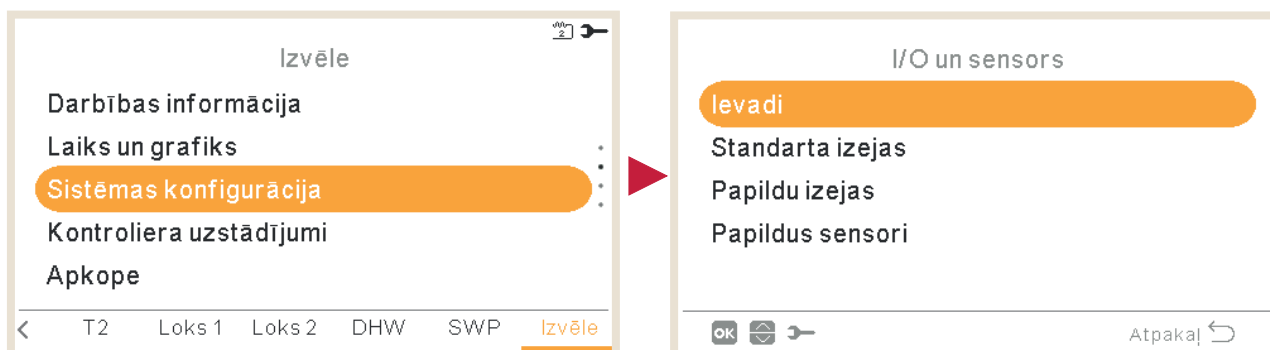 2
Izvēle
Darbības informācija
Laiks un grafiks
Sistēmas konfigurācija
Kontroliera uzstādījumi
Apkope
< T2 Loks 1 Loks 2 DHW SWP Izvēle
I/O un sensors
Ievadi
Standarta izejas
Papildu izejas
Papildus sensori
OK Atpakaļ